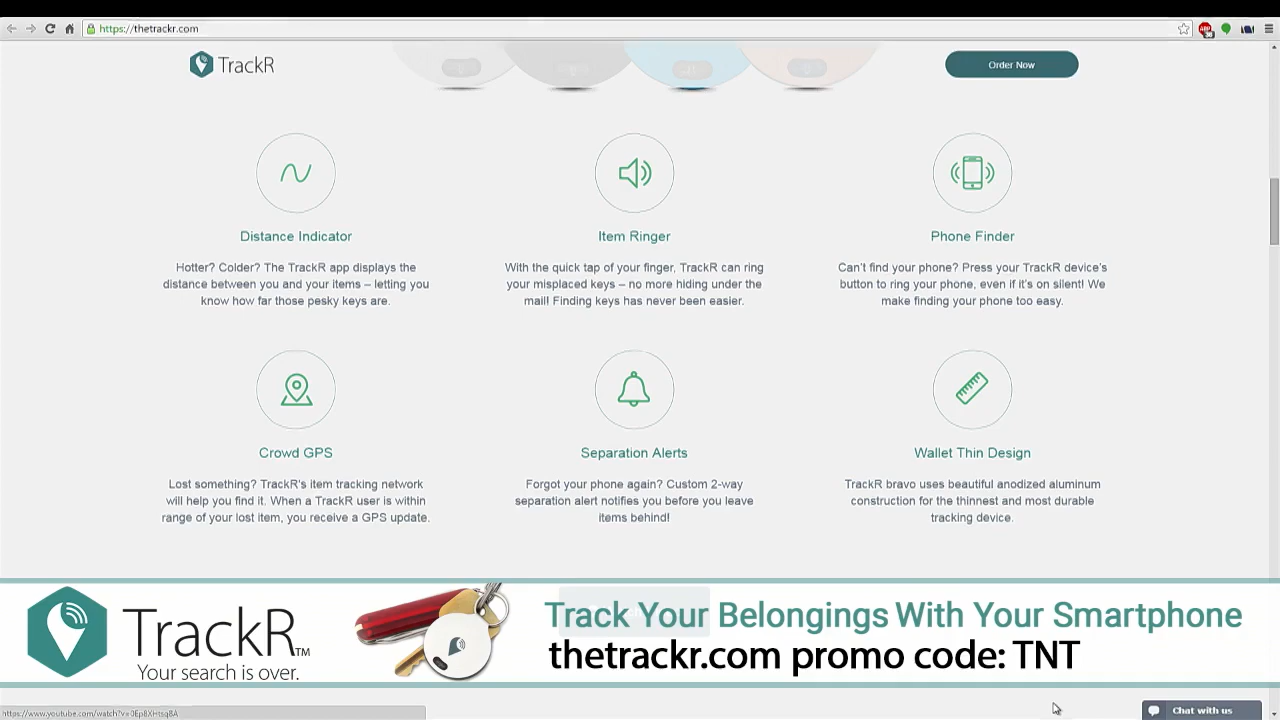 https://thetrackr.com
TrackR
Order Now
Distance Indicator
Hotter? Colder? The TrackR app displays the
distance between you and your items – letting you
know how far those pesky keys are.
Item Ringer
With the quick tap of your finger, TrackR can ring
your misplaced keys – no more hiding under the
mail! Finding keys has never been easier.
Phone Finder
Can't find your phone? Press your TrackR device's
button to ring your phone, even if it's on silent! We
make finding your phone too easy.
Crowd GPS
Lost something? TrackR's item tracking network
will help you find it. When a TrackR user is within
range of your lost item, you receive a GPS update.
Separation Alerts
Forgot your phone again? Custom 2-way
separation alert notifies you before you leave
items behind!
Wallet Thin Design
TrackR bravo uses beautiful anodized aluminum
construction for the thinnest and most durable
tracking device.
TrackR™
Your search is over.
Track Your Belongings With Your Smartphone
thetrackr.com promo code: TNT
Chat with us